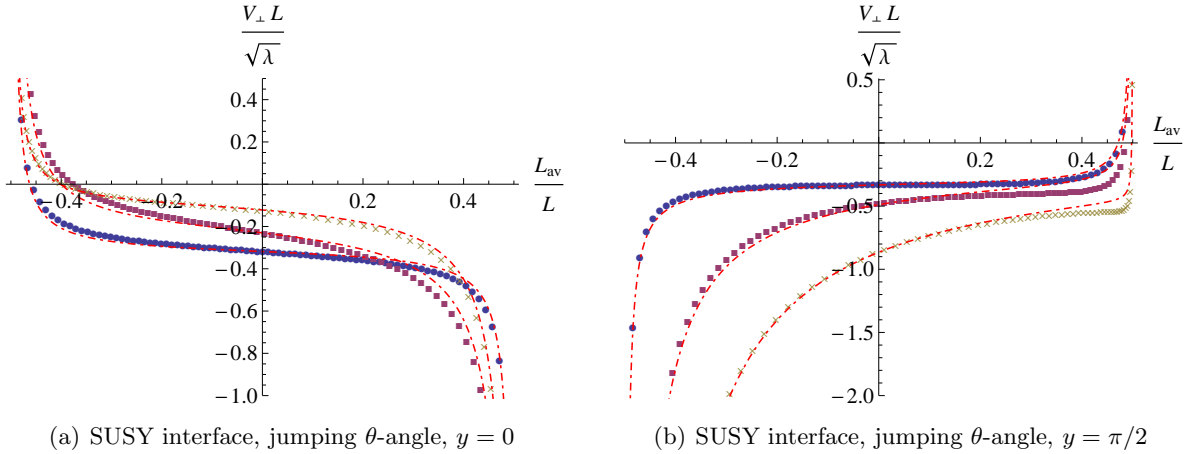 V⊥ L
√λ
0.4
0.2
−0.4
−0.2
0.2
0.4
L_av
L
−0.2
−0.4
−0.6
−0.8
−1.0
(a) SUSY interface, jumping θ-angle, y = 0
V⊥ L
√λ
0.5
−0.4
−0.2
0.2
0.4
L_av
L
−0.5
−1.0
−1.5
−2.0
(b) SUSY interface, jumping θ-angle, y = π/2